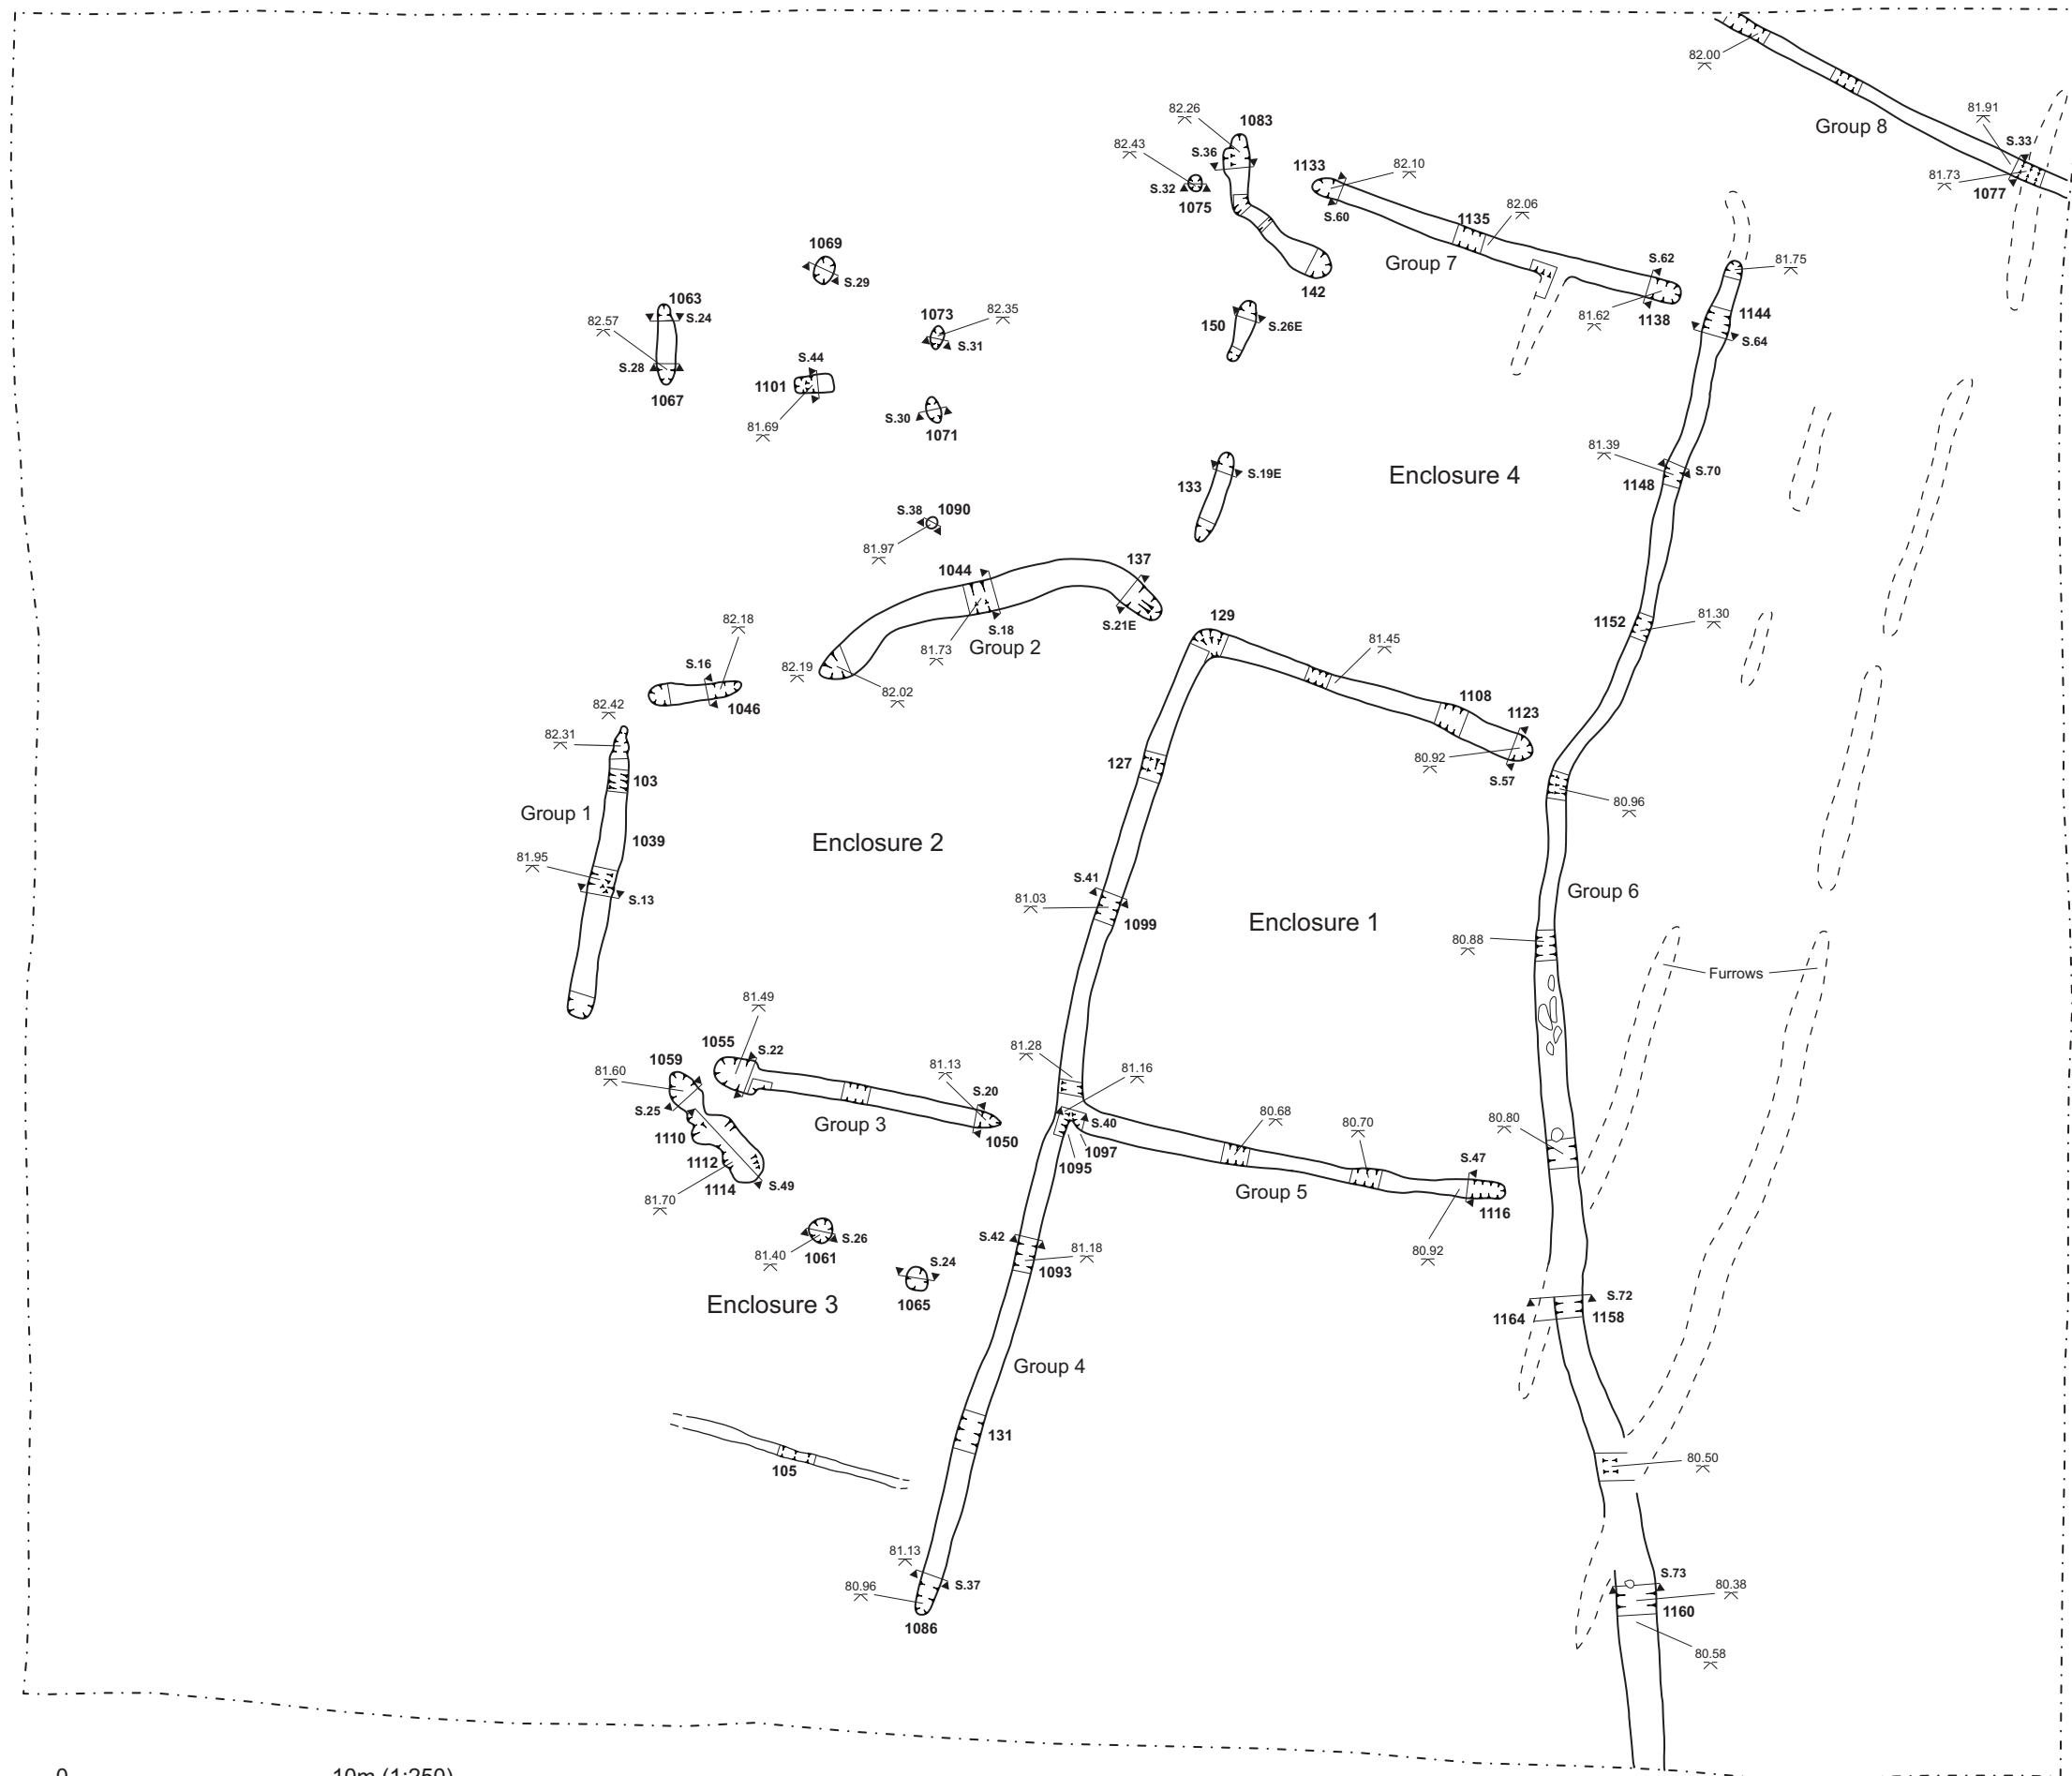 82.00
Group 8
81.91
S.33
81.73
1077
82.26
1083
82.43
S.36
S.32
1075
1133
82.10
S.60
1135
82.06
Group 7
S.62
81.62
1138
142
81.75
1144
S.64
1069
S.29
1063
S.24
82.57
S.28
1067
1073
82.35
S.31
S.44
1101
81.69
S.30
1071
150
S.26E
133
S.19E
Enclosure 4
81.39
S.70
1148
S.38
1090
81.97
1044
137
S.18
S.21E
81.73
Group 2
82.19
82.02
82.18
S.16
1046
1152
81.30
129
81.45
1108
1123
80.92
S.57
82.42
82.31
103
Group 1
1039
81.95
S.13
Enclosure 2
127
S.41
81.03
1099
Enclosure 1
80.96
Group 6
80.88
Furrows
81.49
1055
S.22
1059
81.60
S.25
1110
1112
1114
81.70
S.49
81.13
S.20
Group 3
1050
81.28
81.16
S.40
1097
1095
80.68
80.70
Group 5
S.47
1116
80.92
80.80
81.40
S.26
1061
S.24
1065
Enclosure 3
S.42
81.18
1093
Group 4
S.72
1164
1158
105
131
80.50
81.13
80.96
S.37
1086
S.73
80.38
1160
80.58
0
10m (1:250)